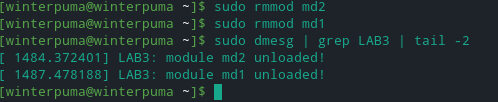 [winterpuma@winterpuma ~]$ sudo rmmod md2
[winterpuma@winterpuma ~]$ sudo rmmod md1
[winterpuma@winterpuma ~]$ sudo dmesg | grep LAB3 | tail -2
[ 1484.372401] LAB3: module md2 unloaded!
[ 1487.478188] LAB3: module md1 unloaded!
[winterpuma@winterpuma ~]$